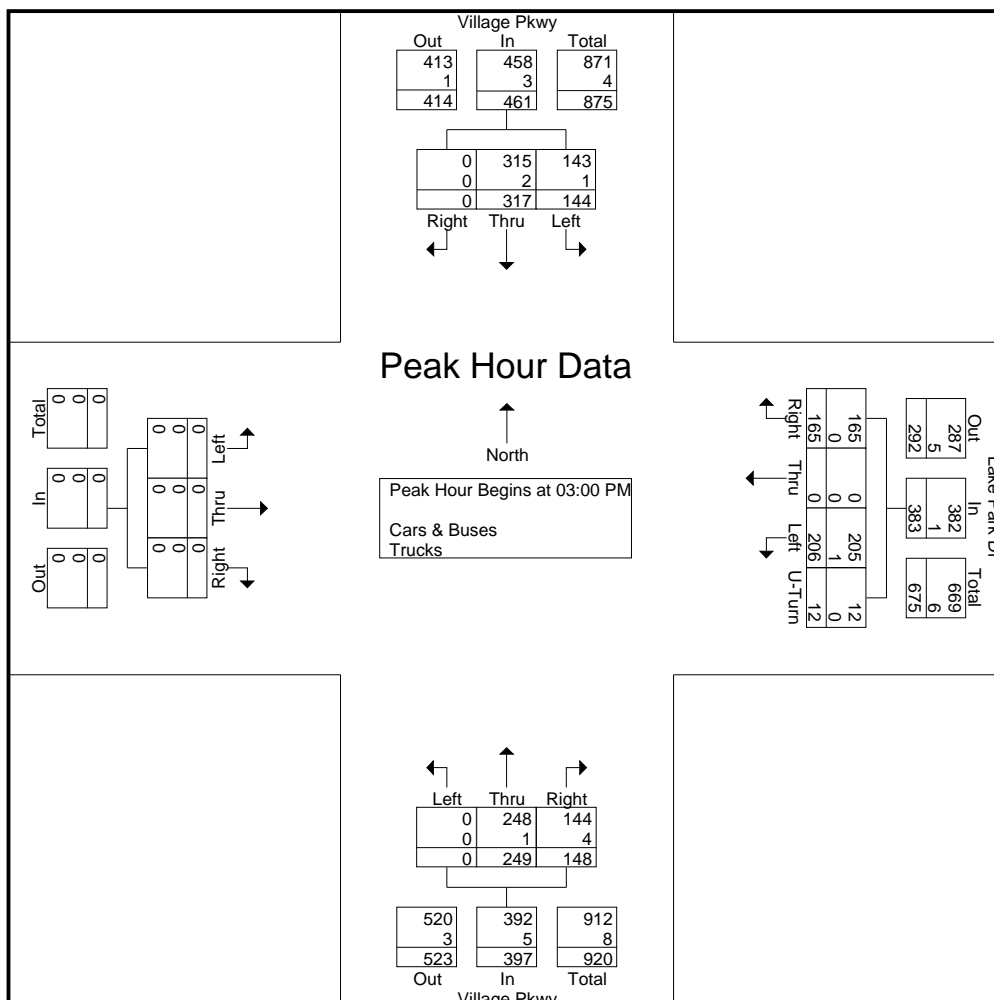 Village Pkwy
Out In Total
413 458 871
1 3 4
414 461 875
0 315 143
0 2 1
0 317 144
Right Thru Left
Peak Hour Data
North
Peak Hour Begins at 03:00 PM
Cars & Buses
Trucks
Total
0 0 0
In
0 0 0
Out
0 0 0
Left
0 0 0
Thru
0 0 0
Right
0 0 0
Right
165 0 165
Thru
0 0 0
Left
206 1 205
U-Turn
12 0 12
Out
292 5 287
In
383 1 382
Total
675 6 669
Lake Park Dr
Left Thru Right
0 248 144
0 1 4
0 249 148
520 392 912
3 5 8
523 397 920
Out In Total
Village Pkwy